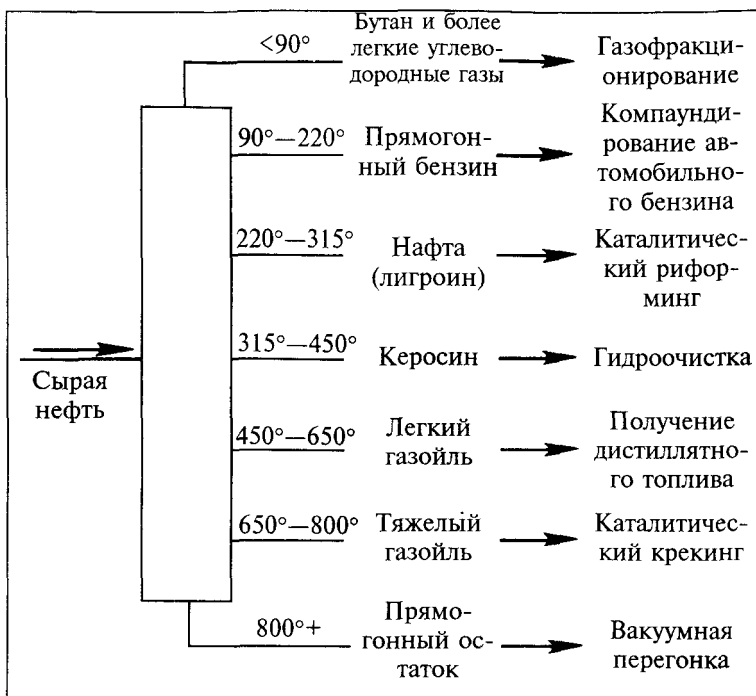 <90°
Бутан и более
легкие углево-
дородные газы
Газофракци-
онирование
90°—220°
Прямогон-
ный бензин
Компаунди-
рование ав-
томобильно-
го бензина
220°—315°
Нафта
(лигроин)
Каталитичес-
кий рифор-
минг
Сырая
нефть
315°—450°
Керосин
Гидроочистка
450°—650°
Легкий
газойль
Получение
дистиллятно-
го топлива
650°—800°
Тяжелый
газойль
Каталитичес-
кий крекинг
800°+
Прямо-
гонный ос-
таток
Вакуумная
перегонка